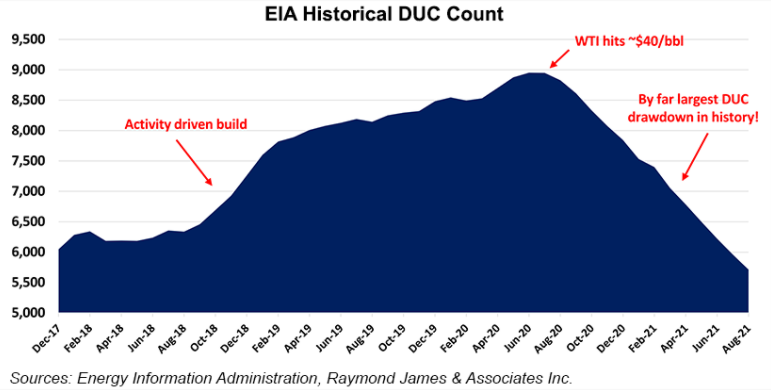 EIA Historical DUC Count
9,500
9,000
8,500
8,000
7,500
7,000
6,500
6,000
5,500
5,000
WTI hits ~$40/bbl
By far largest DUC
drawdown in history!
Activity driven build
Dec-17
Feb-18
Apr-18
Jun-18
Aug-18
Oct-18
Dec-18
Feb-19
Apr-19
Jun-19
Aug-19
Oct-19
Dec-19
Feb-20
Apr-20
Jun-20
Aug-20
Oct-20
Dec-20
Feb-21
Apr-21
Jun-21
Aug-21
Sources: Energy Information Administration, Raymond James & Associates Inc.